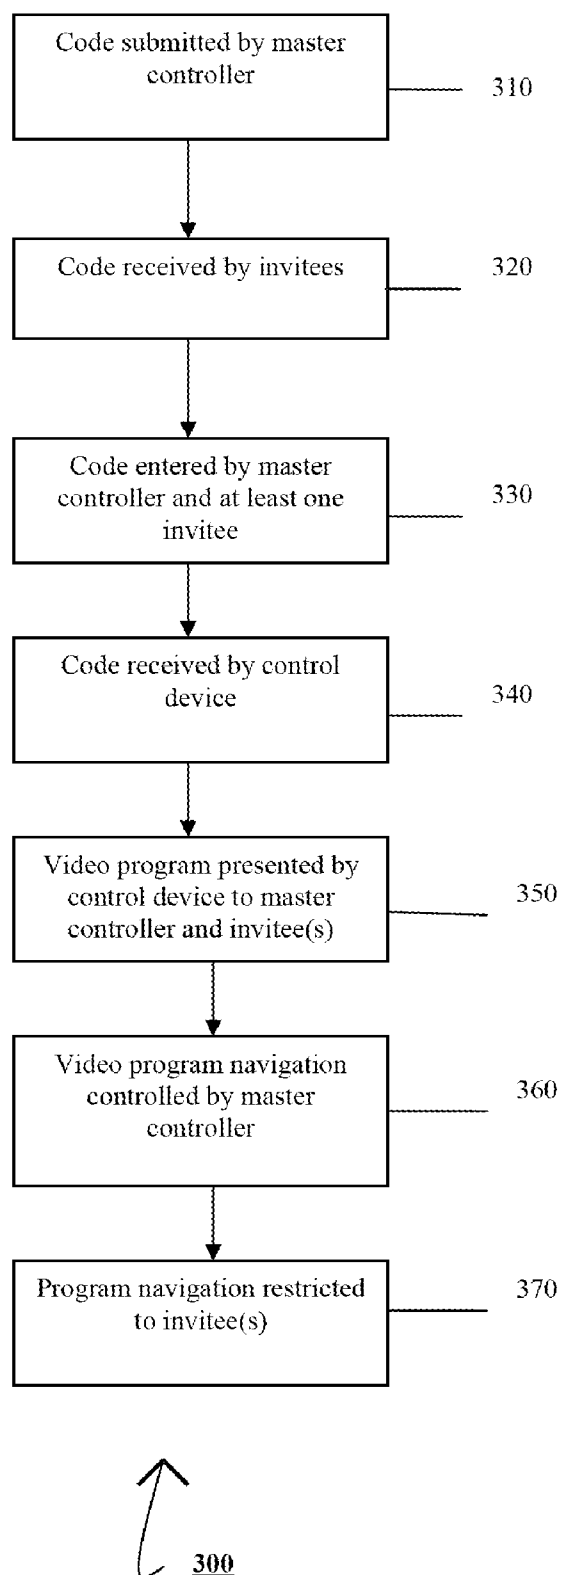 Code submitted by master
controller
310
Code received by invitees
320
Code entered by master
controller and at least one
invitee
330
Code received by control
device
340
Video program presented by
control device to master
controller and invitee(s)
350
Video program navigation
controlled by master
controller
360
Program navigation restricted
to invitee(s)
370
300